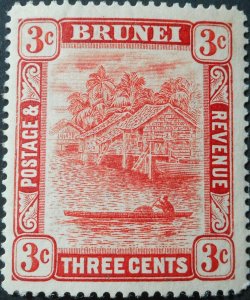 3c BRUNEI 3c
POSTAGE &
REVENUE
3c THREE CENTS 3c